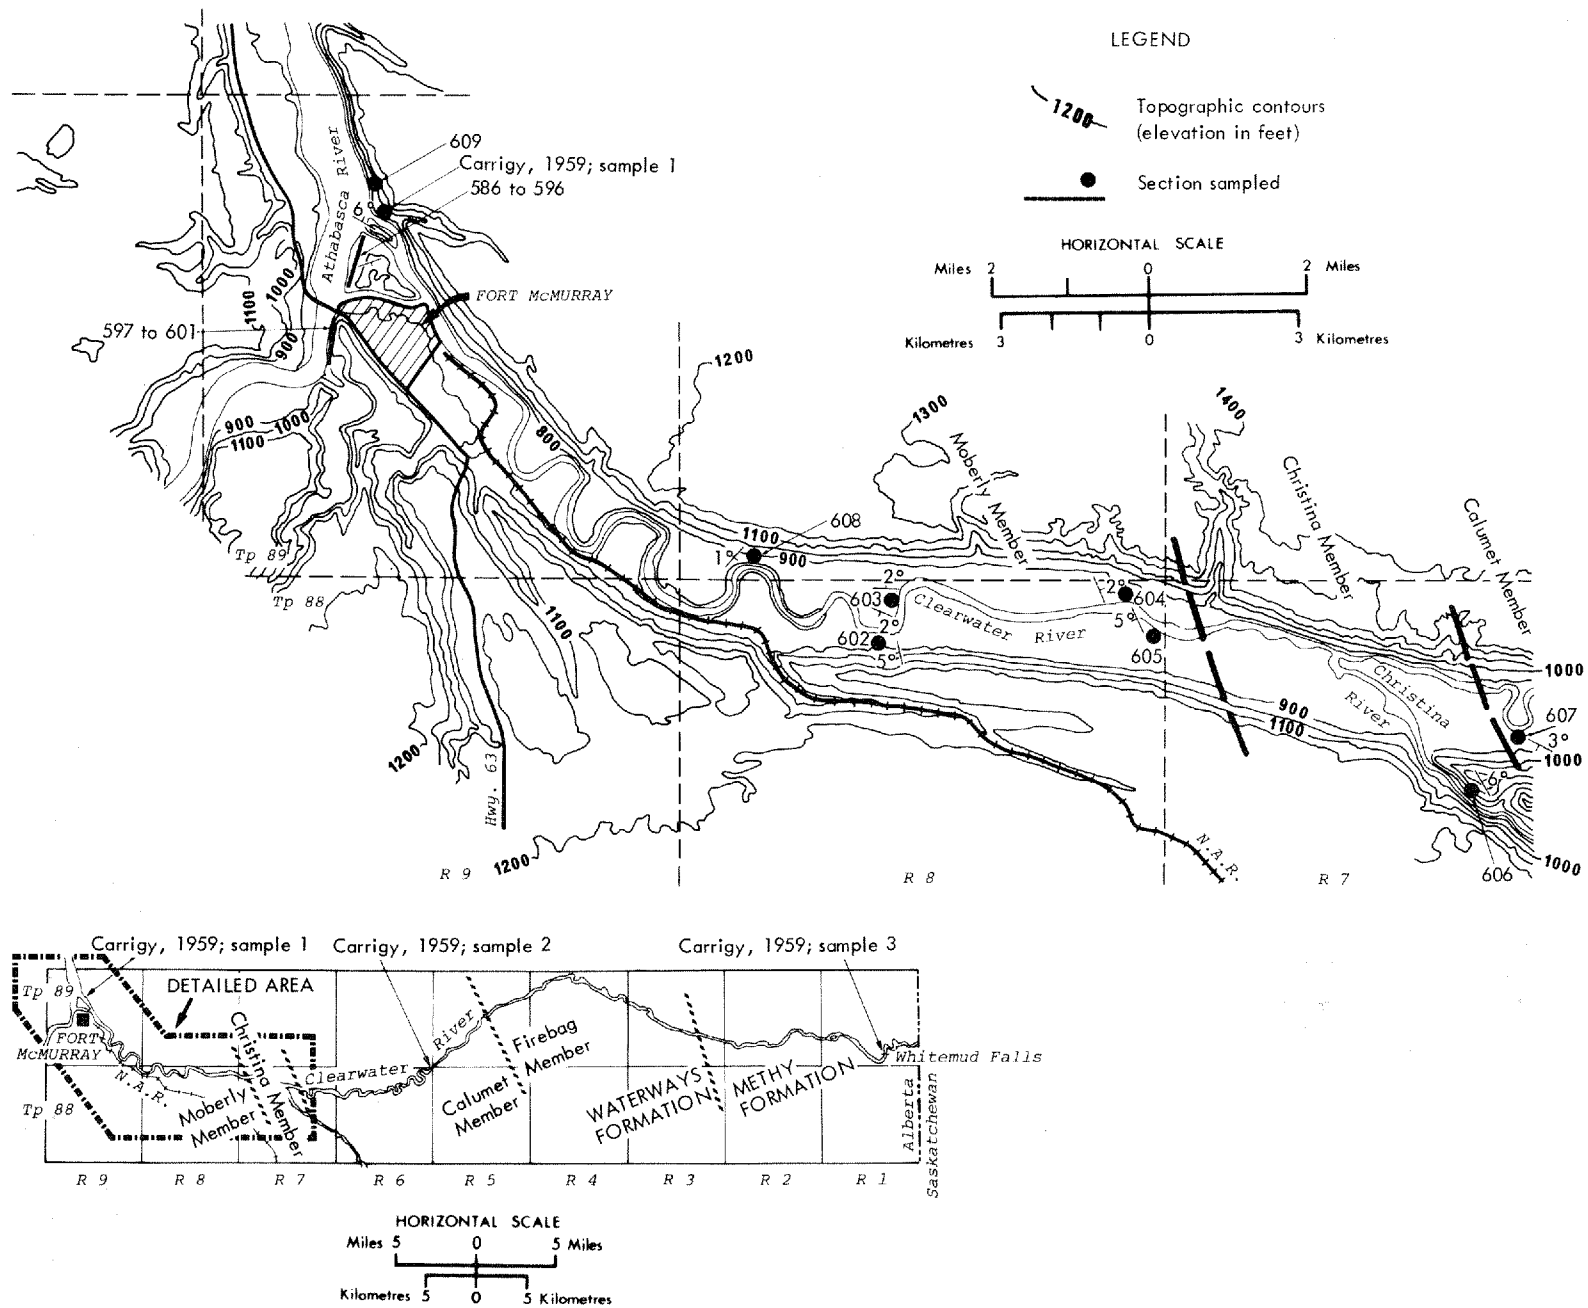 LEGEND
1200
Topographic contours
(elevation in feet)
Section sampled
HORIZONTAL SCALE
Miles 2 0 2 Miles
Kilometres 3 0 3 Kilometres
609
Carrigy, 1959; sample 1
586 to 596
6°
Athabasca River
FORT McMURRAY
1000
1100
597 to 601
900
900
1000
1100
800
1200
1300
1400
Moberly Member
Christina Member
Calumet Member
Tp 89
Tp 88
1100
608
1100
1°
900
2°
603
2°
602
5°
Clearwater River
2°
604
5°
605
1000
Christina
River
900
1100
607
3°
1000
6°
606
1000
1100
1200
Hwy. 63
1200
N.A.R.
R 9
R 8
R 7
Carrigy, 1959; sample 1
Carrigy, 1959; sample 2
Carrigy, 1959; sample 3
Tp 89
DETAILED AREA
FORT
McMURRAY
N.A.R.
Tp 88
Moberly
Member
Christina
Member
Clearwater
River
Calumet
Member
Firebag
Member
WATERWAYS
FORMATION
METHY
FORMATION
Whitemud Falls
Alberta
Saskatchewan
R 9
R 8
R 7
R 6
R 5
R 4
R 3
R 2
R 1
HORIZONTAL SCALE
Miles 5 0 5 Miles
Kilometres 5 0 5 Kilometres